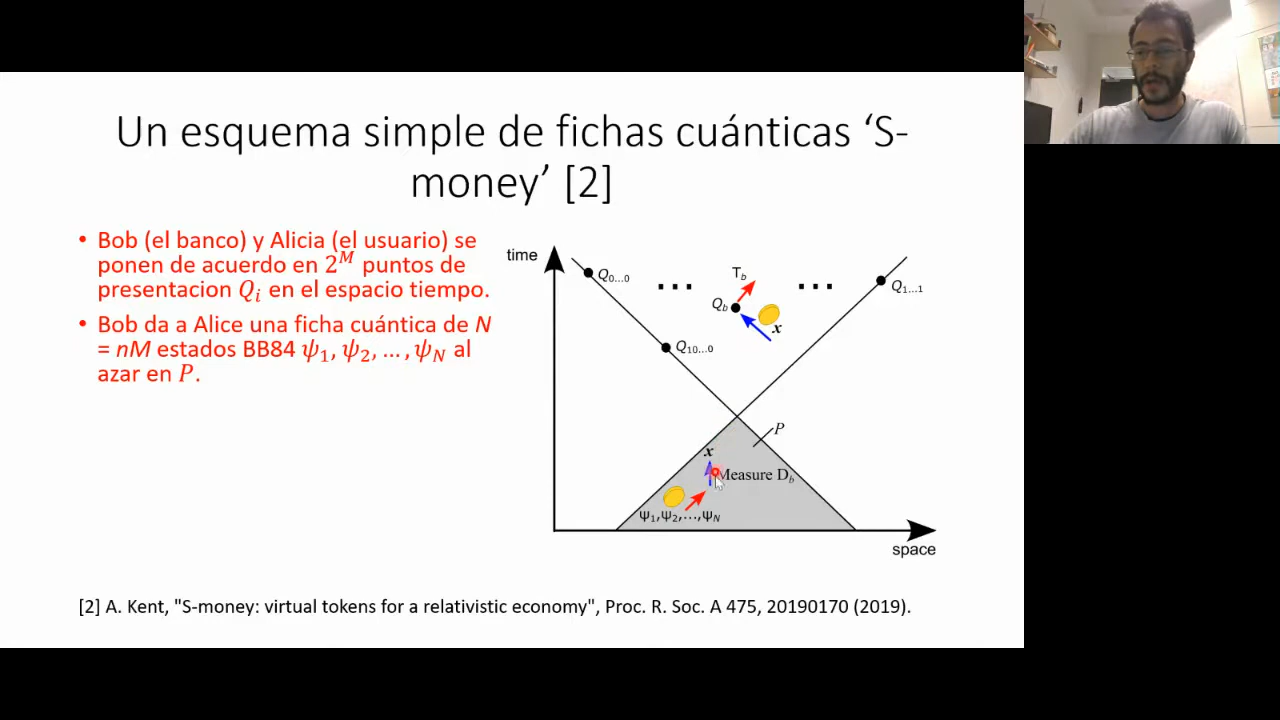 Un esquema simple de fichas cuánticas ‘S-
money’ [2]
• Bob (el banco) y Alicia (el usuario) se
ponen de acuerdo en 2^M puntos de
presentacion Q_i en el espacio tiempo.
• Bob da a Alice una ficha cuántica de N
= nM estados BB84 ψ_1, ψ_2, … , ψ_N al
azar en P.
time
Q_0…0
…
T_b
…
Q_1…1
Q_b
x
Q_10…0
P
x
Measure D_b
Ψ_1,Ψ_2,…,Ψ_N
space
[2] A. Kent, "S-money: virtual tokens for a relativistic economy", Proc. R. Soc. A 475, 20190170 (2019).